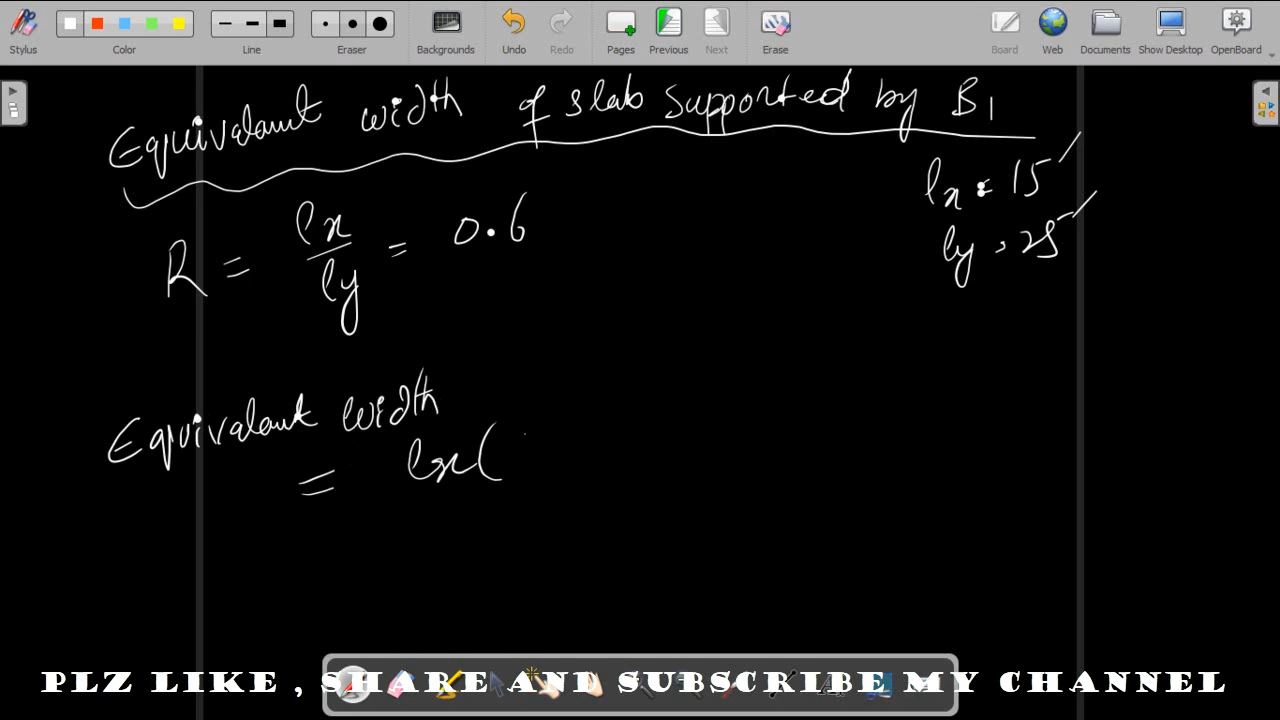 Stylus
Color
Line
Eraser
Backgrounds
Undo
Redo
Pages
Previous
Next
Erase
Board
Web
Documents
Show Desktop
OpenBoard
Equivalant width of slab supported by B1
lx = 15'
ly = 25'
R = lx/ly = 0.6
Equivalant width
= lx(
PLZ LIKE , SHARE AND SUBSCRIBE MY CHANNEL